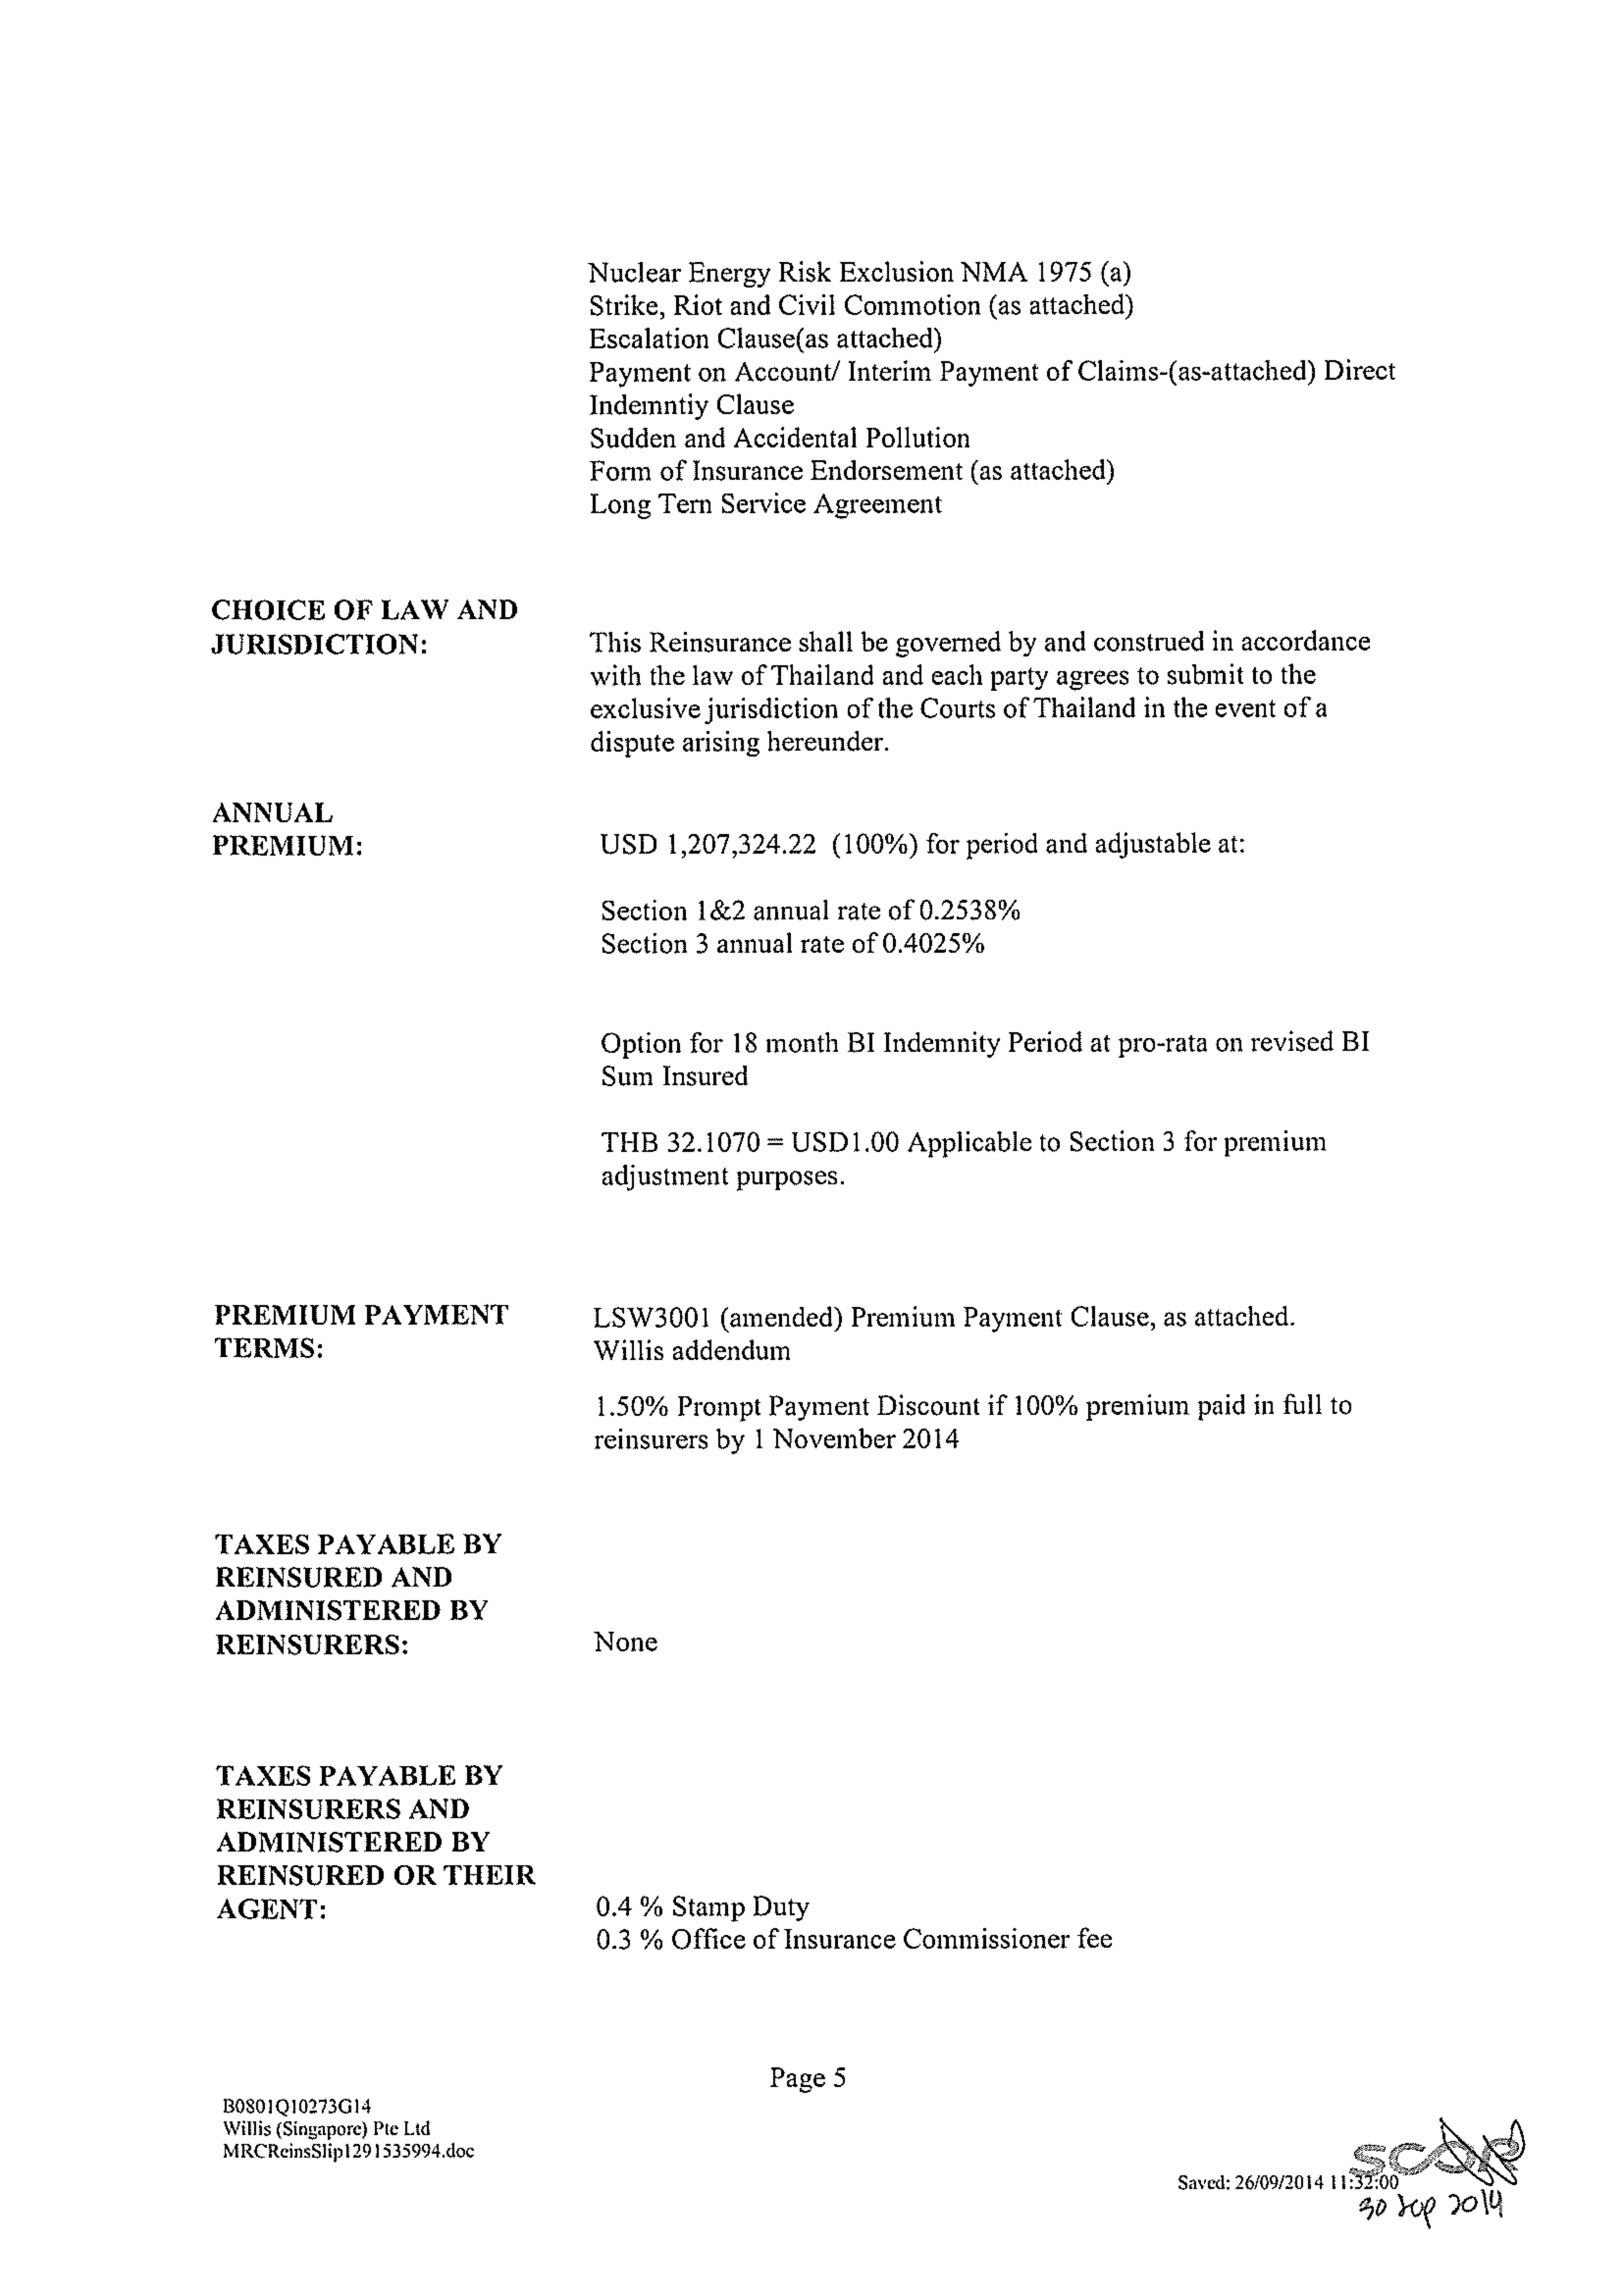 Nuclear Energy Risk Exclusion NMA 1975 (a)
Strike, Riot and Civil Commotion (as attached)
Escalation Clause(as attached)
Payment on Account/ Interim Payment of Claims-(as-attached) Direct
Indemntiy Clause
Sudden and Accidental Pollution
Form of Insurance Endorsement (as attached)
Long Tern Service Agreement
CHOICE OF LAW AND
JURISDICTION:
This Reinsurance shall be governed by and construed in accordance
with the law of Thailand and each party agrees to submit to the
exclusive jurisdiction of the Courts of Thailand in the event of a
dispute arising hereunder.
ANNUAL
PREMIUM:
USD 1,207,324.22 (100%) for period and adjustable at:
Section 1&2 annual rate of 0.2538%
Section 3 annual rate of 0.4025%
Option for 18 month BI Indemnity Period at pro-rata on revised BI
Sum Insured
THB 32.1070 = USD1.00 Applicable to Section 3 for premium
adjustment purposes.
PREMIUM PAYMENT
TERMS:
LSW3001 (amended) Premium Payment Clause, as attached.
Willis addendum
1.50% Prompt Payment Discount if 100% premium paid in full to
reinsurers by 1 November 2014
TAXES PAYABLE BY
REINSURED AND
ADMINISTERED BY
REINSURERS:
None
TAXES PAYABLE BY
REINSURERS AND
ADMINISTERED BY
REINSURED OR THEIR
AGENT:
0.4 % Stamp Duty
0.3 % Office of Insurance Commissioner fee
Page 5
B0801Q10273G14
Willis (Singapore) Pte Ltd
MRCReinsSlip1291535994.doc
SCOR
Saved: 26/09/2014 11:32:00
30 Sep 2014